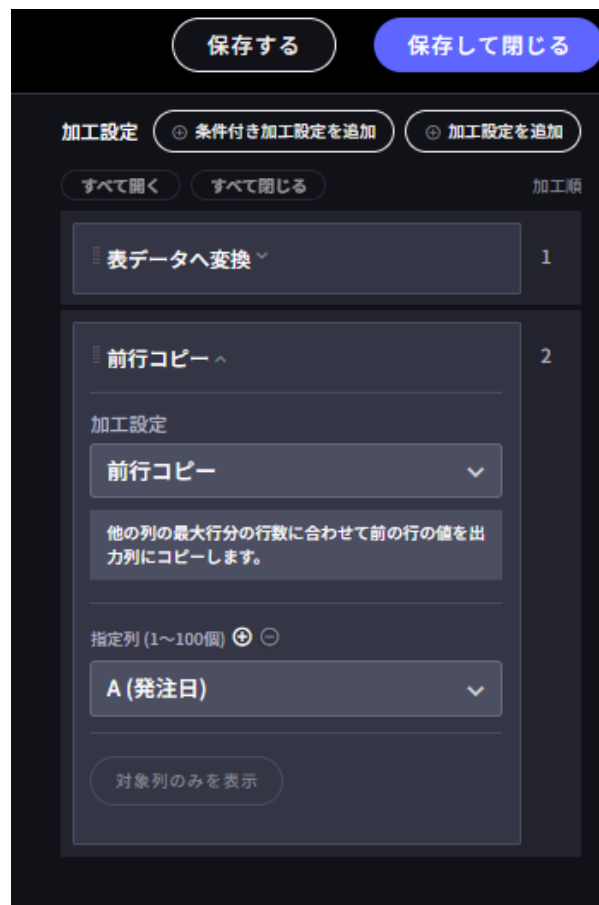 保存する
保存して閉じる
加工設定
⊕ 条件付き加工設定を追加
⊕ 加工設定を追加
すべて開く
すべて閉じる
加工順
表データへ変換
1
前行コピー
2
加工設定
前行コピー
他の列の最大行分の行数に合わせて前の行の値を出
力列にコピーします。
指定列 (1～100個) ⊕ ⊖
A (発注日)
対象列のみを表示